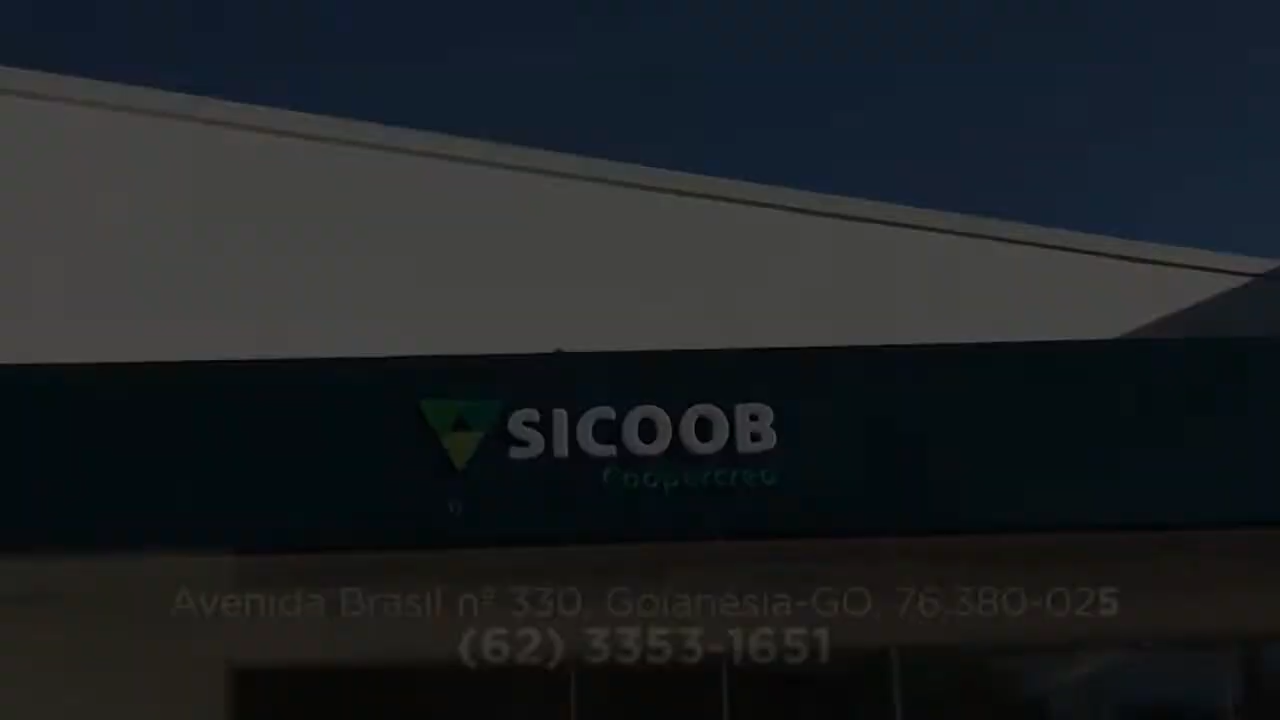 SICOOB
Coopercred
Avenida Brasil nº 330, Goianésia-GO, 76.380-025
(62) 3353-1651